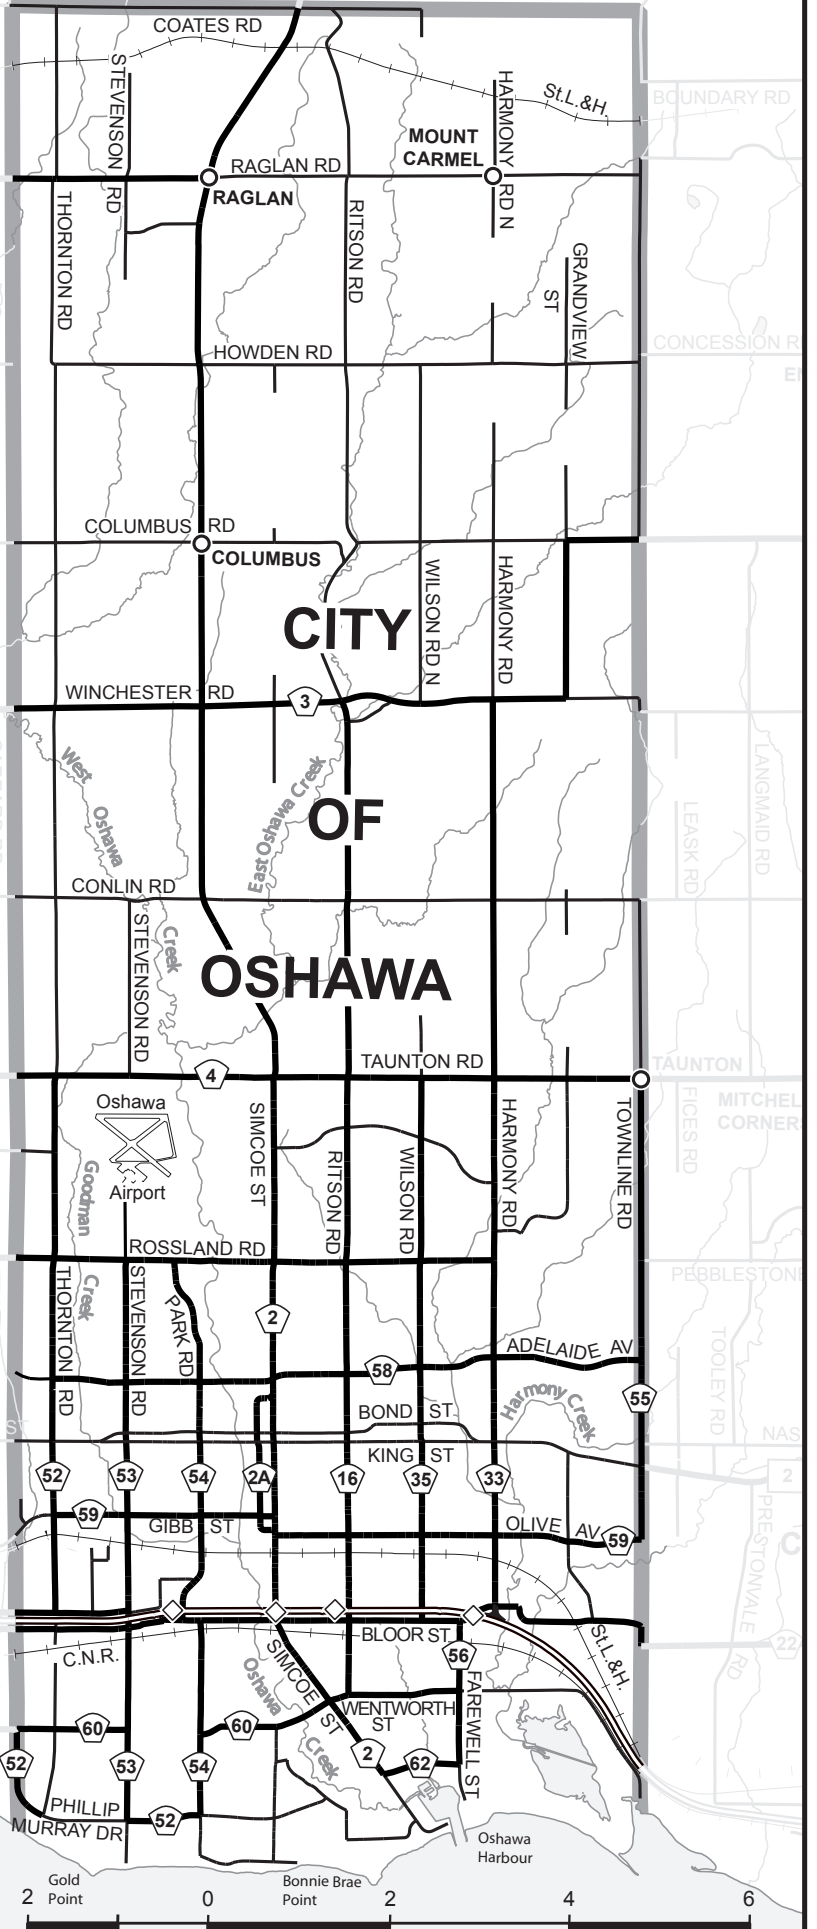 COATES RD
STEVENSON RD
St.L.&H.
BOUNDARY RD
HARMONY RD N
MOUNT
CARMEL
RAGLAN RD
RAGLAN
THORNTON RD
RITSON RD
GRANDVIEW
ST
CONCESSION R
HOWDEN RD
EN
COLUMBUS RD
COLUMBUS
WILSON RD N
HARMONY RD
CITY
WINCHESTER RD
3
West
Oshawa
Creek
East Oshawa Creek
OF
LANGMAID RD
LEASK RD
CONLIN RD
STEVENSON RD
OSHAWA
TAUNTON RD
TAUNTON
4
Oshawa
Airport
MITCHEL
CORNERS
FICES RD
TOWNLINE RD
SIMCOE ST
HARMONY RD
RITSON RD
WILSON RD
Goodman
Creek
ROSSLAND RD
PEBBLESTONE
THORNTON RD
STEVENSON RD
PARK RD
2
ADELAIDE AV
58
TOOLEY RD
55
Harmony Creek
BOND ST
ST
NAS
KING ST
52
53
54
2A
16
35
33
2
59
GIBB ST
OLIVE AV
59
PRESTONVALE
RD
C
BLOOR ST
St.L.&H.
22
C.N.R.
56
SIMCOE ST
Oshawa
Creek
FAREWELL ST
WENTWORTH
ST
60
60
2
62
52
53
54
PHILLIP
MURRAY DR
52
Oshawa
Harbour
Gold
Point
Bonnie Brae
Point
2 0 2 4 6